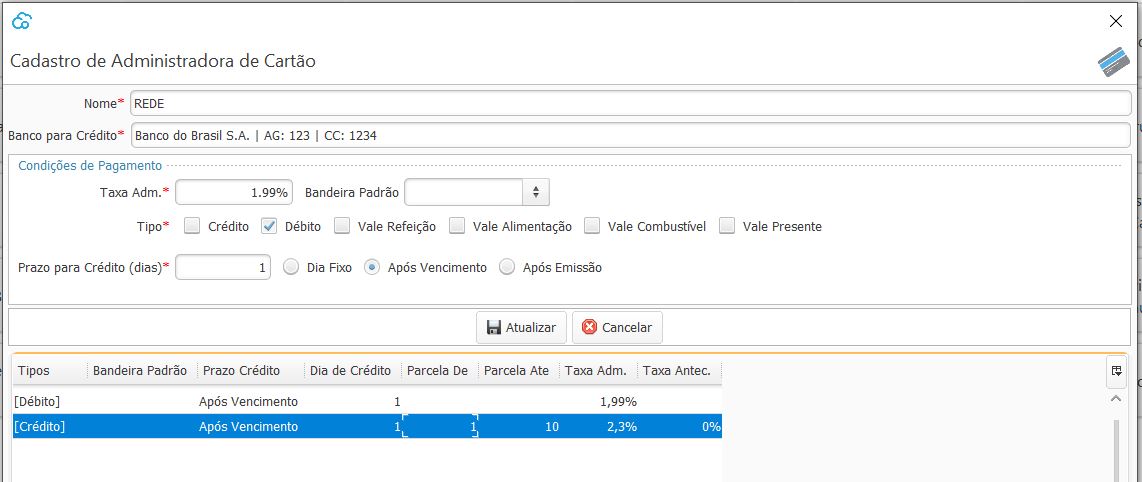 Cadastro de Administradora de Cartão
Nome* REDE
Banco para Crédito* Banco do Brasil S.A. | AG: 123 | CC: 1234
Condições de Pagamento
Taxa Adm.* 1.99% Bandeira Padrão
Tipo* Crédito Débito Vale Refeição Vale Alimentação Vale Combustível Vale Presente
Prazo para Crédito (dias)* 1 Dia Fixo Após Vencimento Após Emissão
Atualizar Cancelar
Tipos Bandeira Padrão Prazo Crédito Dia de Crédito Parcela De Parcela Ate Taxa Adm. Taxa Antec.
[Débito] Após Vencimento 1 1,99%
[Crédito] Após Vencimento 1 1 10 2,3% 0%